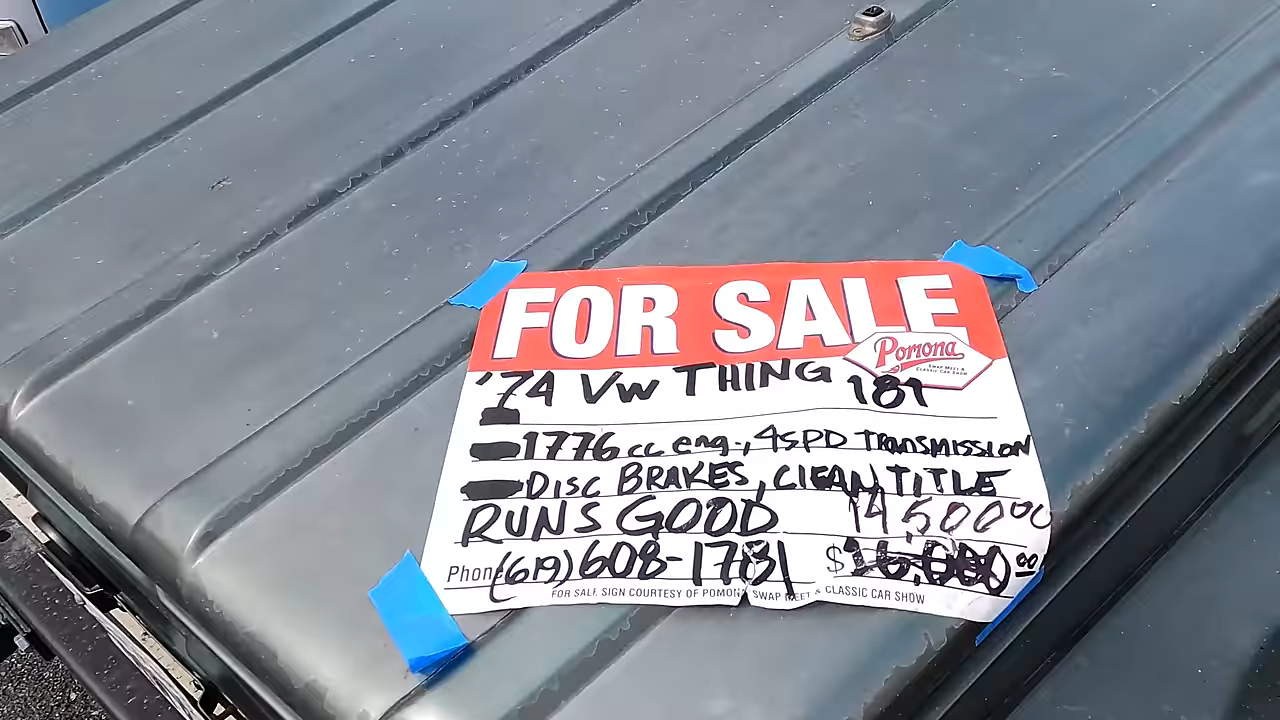 FOR SALE
Pomona
SWAP MEET &
CLASSIC CAR SHOW
'74 VW THING 181
1776 cc eng., 4SPD TRANSMISSION
DISC BRAKES, CLEAN TITLE
RUNS GOOD 14,500⁰⁰
Phone (619) 608-1781 $16,000.⁰⁰
FOR SALE SIGN COURTESY OF POMONA SWAP MEET & CLASSIC CAR SHOW